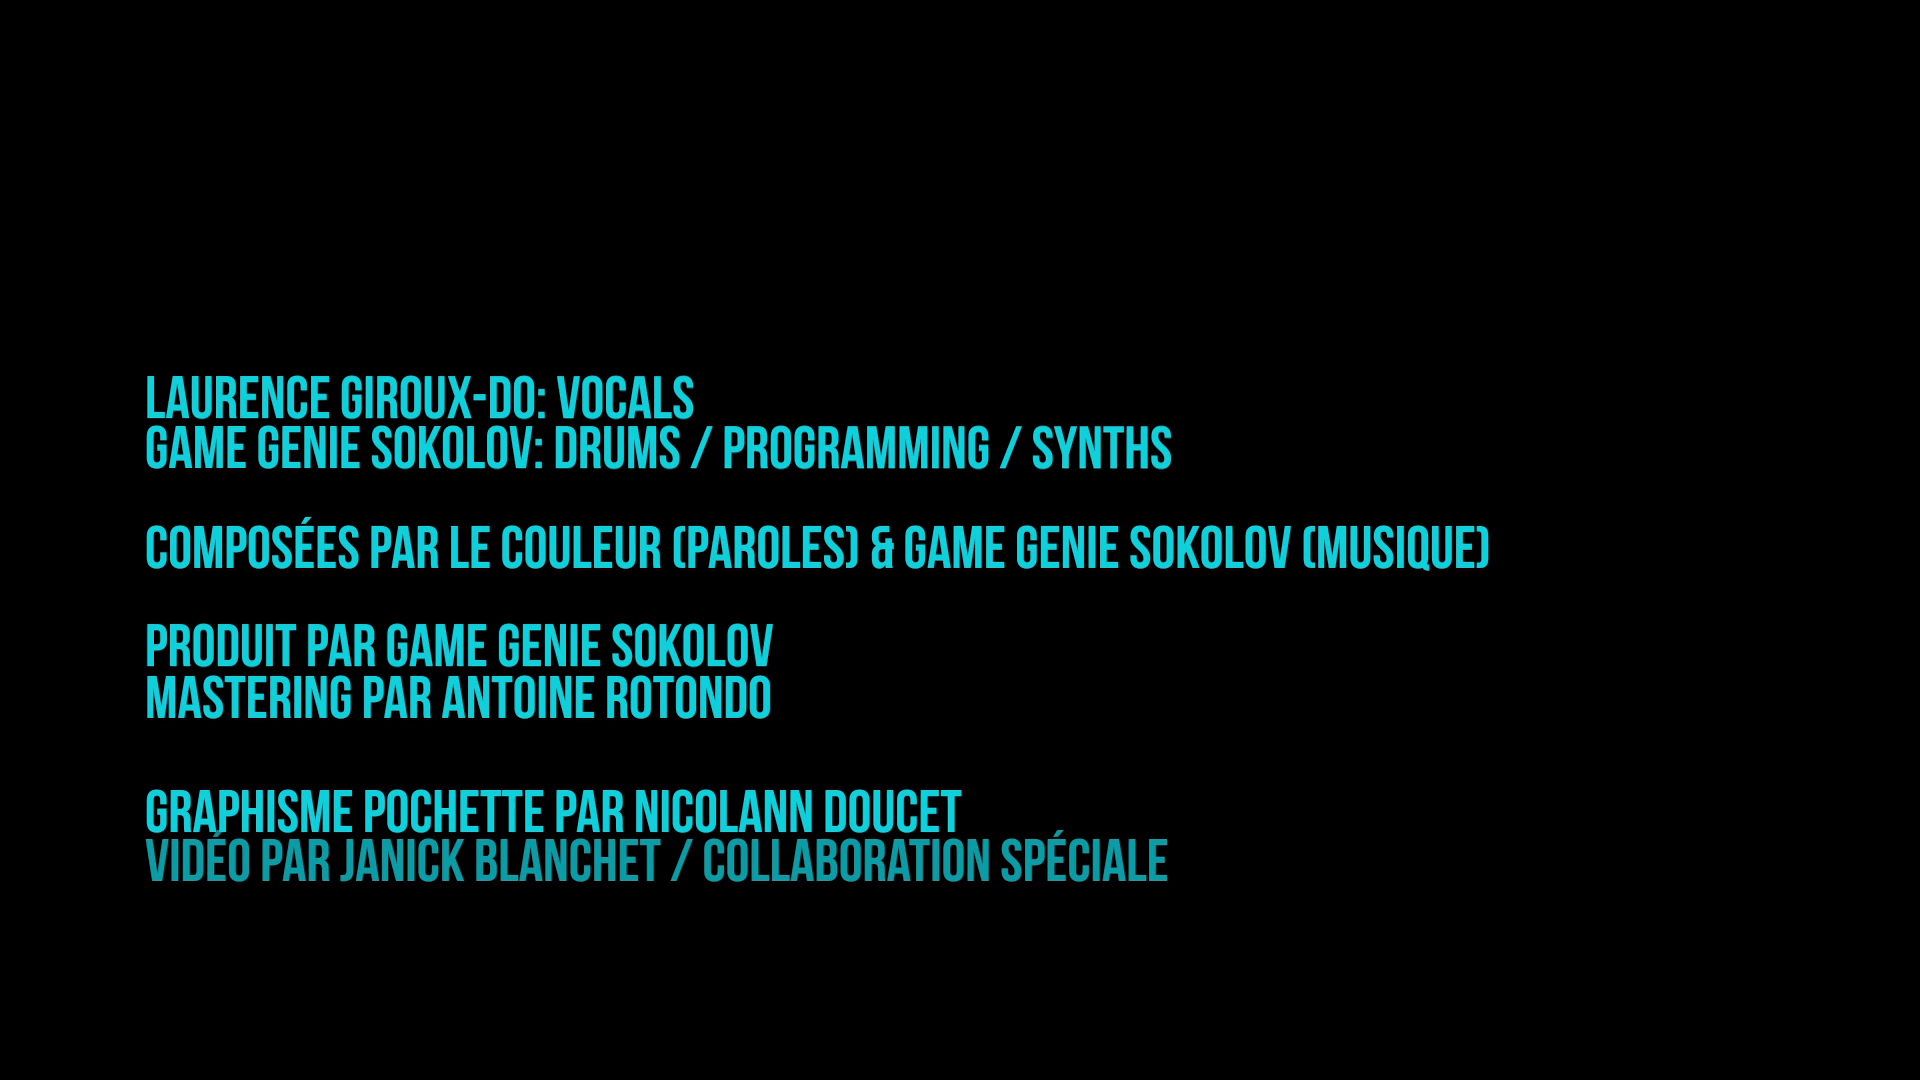 LAURENCE GIROUX-DO: VOCALS
GAME GENIE SOKOLOV: DRUMS / PROGRAMMING / SYNTHS
COMPOSÉES PAR LE COULEUR (PAROLES) & GAME GENIE SOKOLOV (MUSIQUE)
PRODUIT PAR GAME GENIE SOKOLOV
MASTERING PAR ANTOINE ROTONDO
GRAPHISME POCHETTE PAR NICOLANN DOUCET
VIDÉO PAR JANICK BLANCHET / COLLABORATION SPÉCIALE